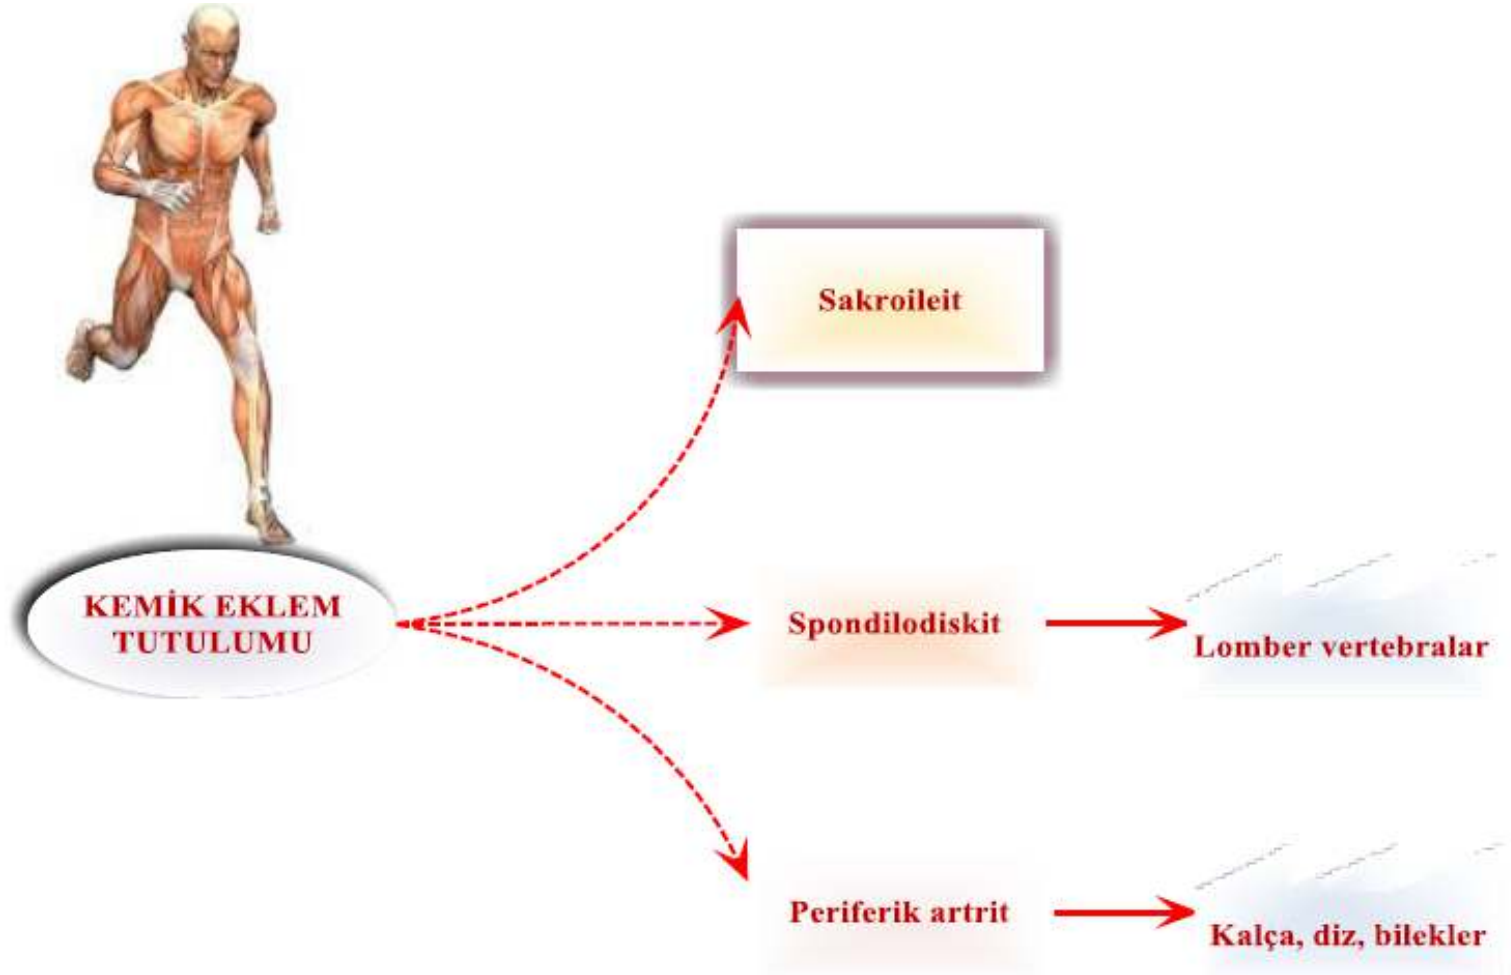 KEMİK EKLEM
TUTULUMU
Sakroileit
Spondilodiskit
Lomber vertebralar
Periferik artrit
Kalça, diz, bilekler